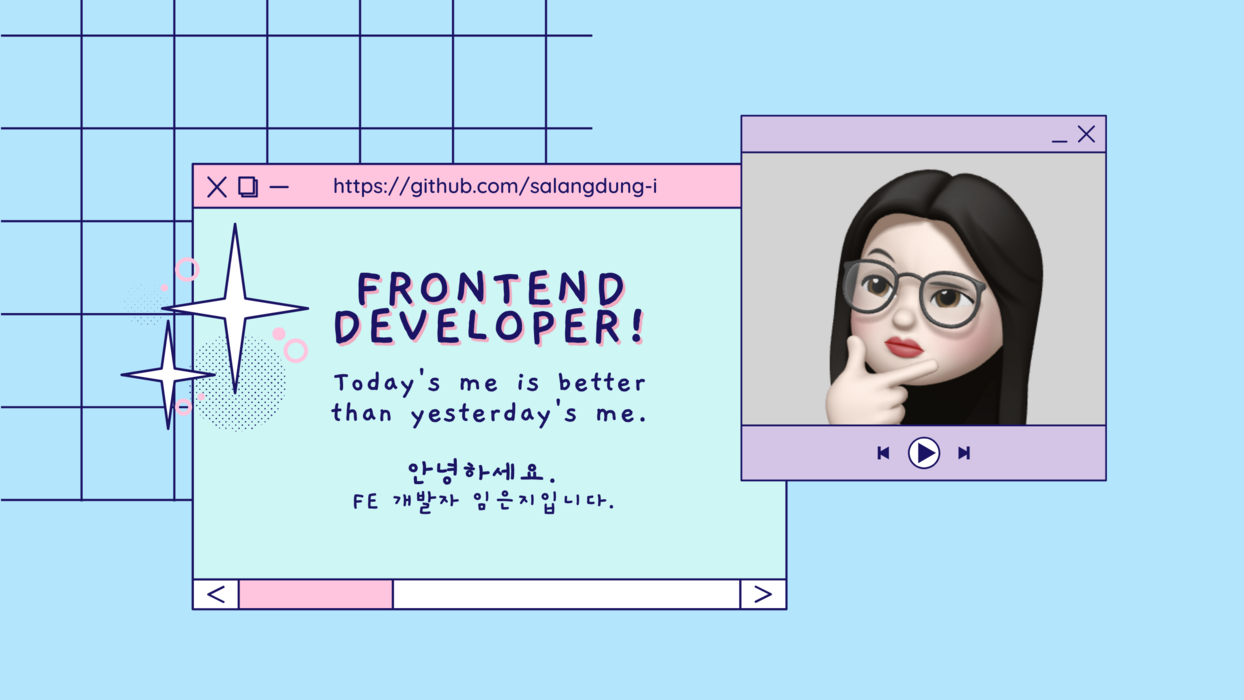 https://github.com/salangdung-i
FRONTEND
DEVELOPER!
Today's me is better
than yesterday's me.
안녕하세요.
FE 개발자 임은지입니다.